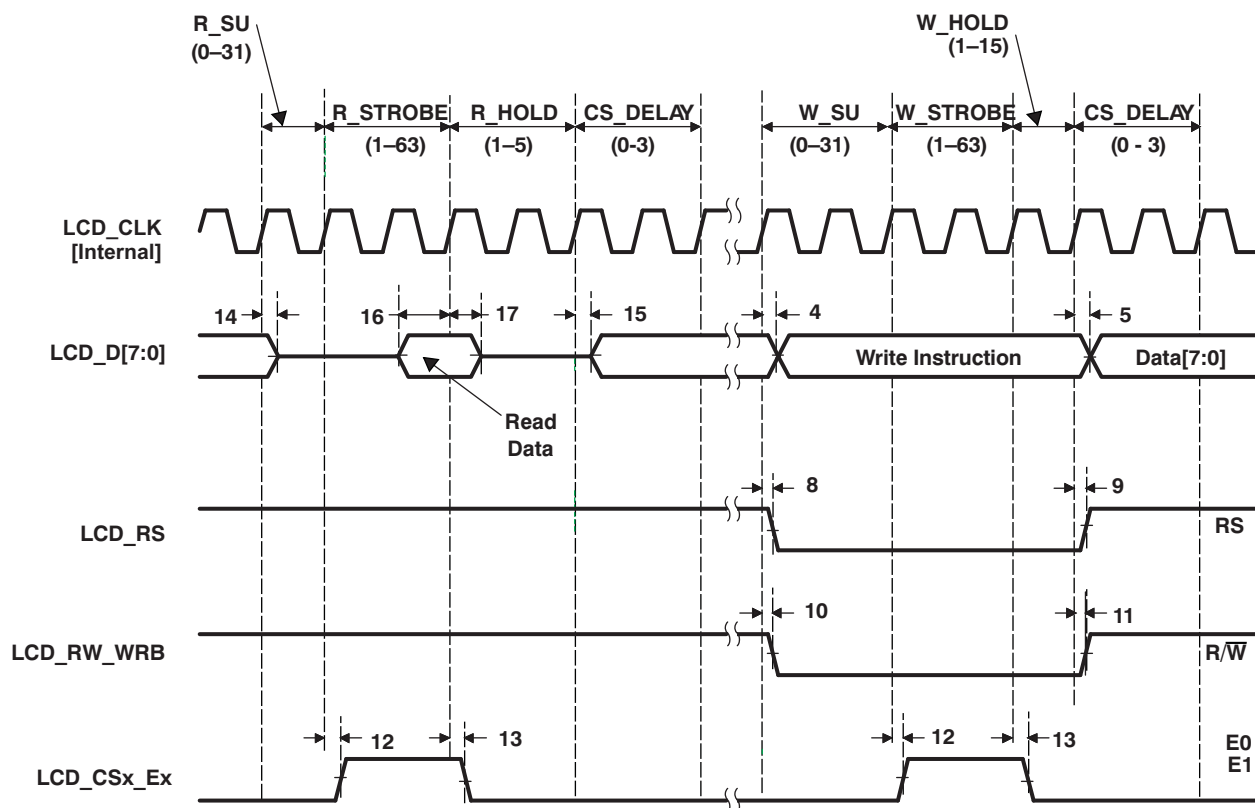 R_SU
(0–31)
W_HOLD
(1–15)
R_STROBE R_HOLD CS_DELAY W_SU W_STROBE CS_DELAY
(1–63) (1–5) (0-3) (0–31) (1–63) (0 - 3)
LCD_CLK
[Internal]
14 16 17 15 4 5
LCD_D[7:0]
Write Instruction Data[7:0]
Read
Data
8 9
LCD_RS RS
10 11
LCD_RW_WRB R/W̅
12 13 12 13
LCD_CSx_Ex
E0
E1